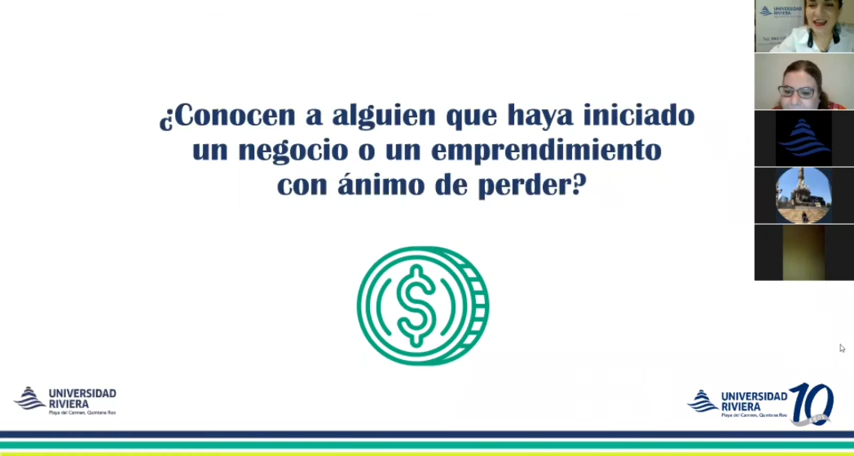 ¿Conocen a alguien que haya iniciado
un negocio o un emprendimiento
con ánimo de perder?
$
UNIVERSIDAD
RIVIERA
Playa del Carmen, Quintana Roo
UNIVERSIDAD
RIVIERA
Playa del Carmen, Quintana Roo
10
UNIVERSIDAD
RIVIERA